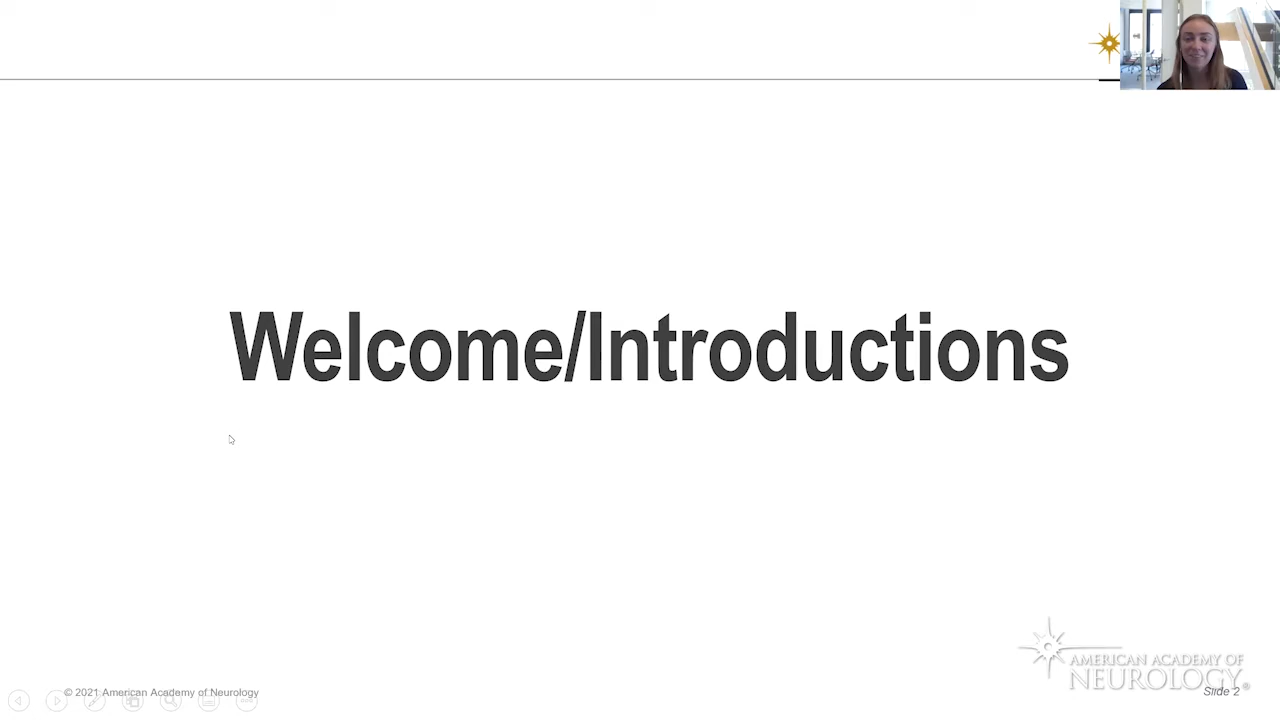 Welcome/Introductions
AMERICAN ACADEMY OF
NEUROLOGY®
© 2021 American Academy of Neurology
Slide 2